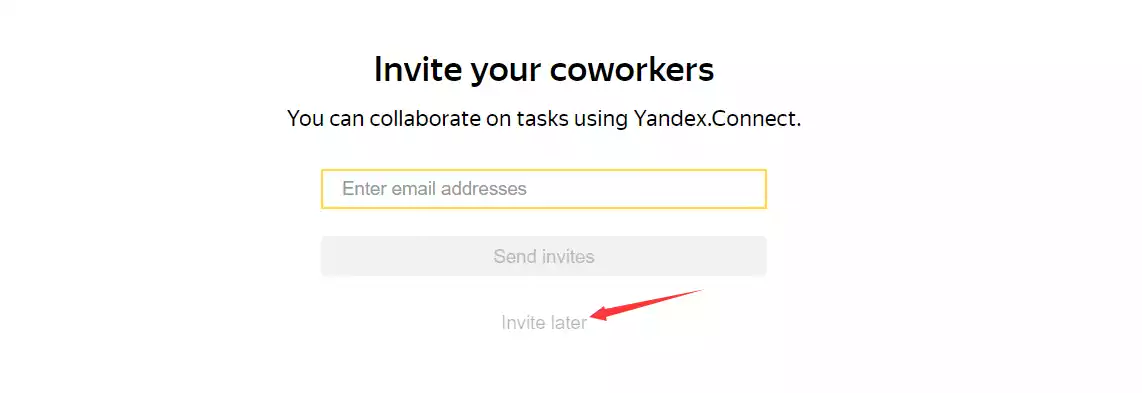 Invite your coworkers
You can collaborate on tasks using Yandex.Connect.
Enter email addresses
Send invites
Invite later